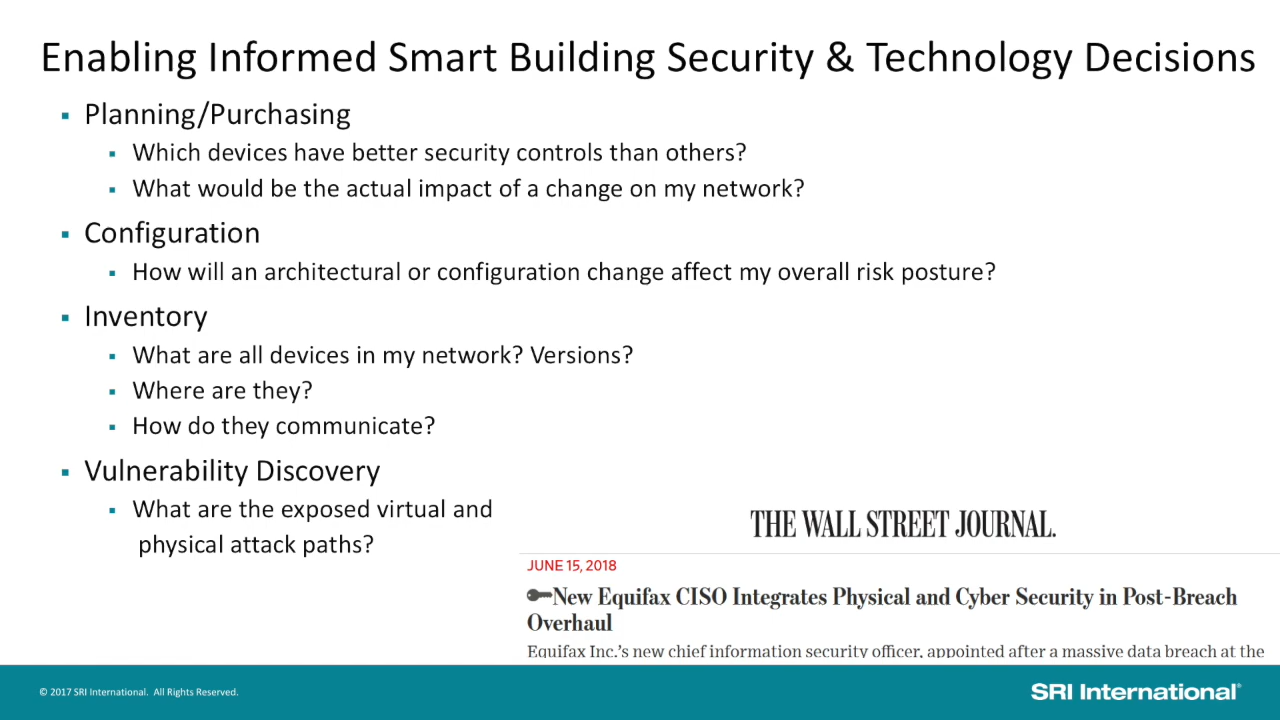 Enabling Informed Smart Building Security & Technology Decisions
Planning/Purchasing
Which devices have better security controls than others?
What would be the actual impact of a change on my network?
Configuration
How will an architectural or configuration change affect my overall risk posture?
Inventory
What are all devices in my network? Versions?
Where are they?
How do they communicate?
Vulnerability Discovery
What are the exposed virtual and
physical attack paths?
THE WALL STREET JOURNAL.
JUNE 15, 2018
New Equifax CISO Integrates Physical and Cyber Security in Post-Breach
Overhaul
Equifax Inc.'s new chief information security officer, appointed after a massive data breach at the
© 2017 SRI International. All Rights Reserved.
SRI International®